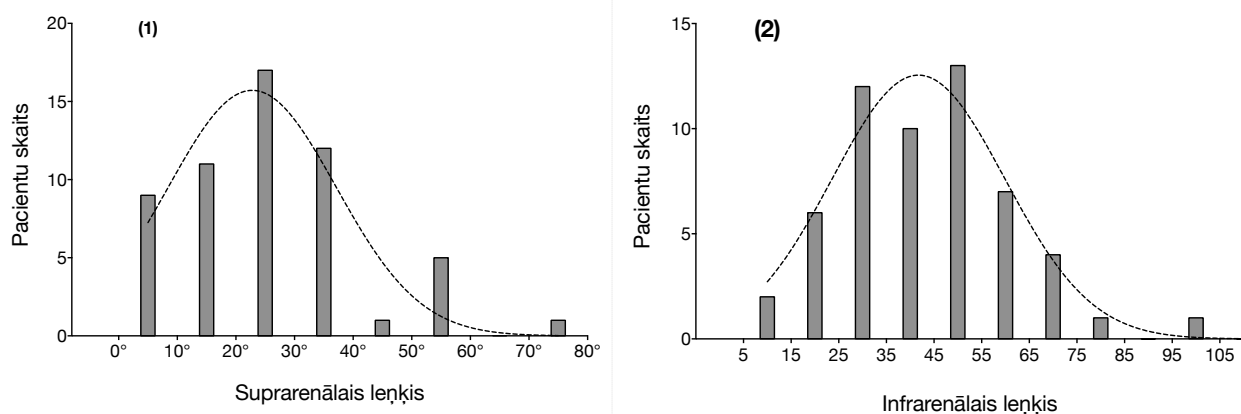 (1)
20
15
10
5
0
Pacientu skaits
0° 10° 20° 30° 40° 50° 60° 70° 80°
Suprarenālais leņķis
(2)
15
10
5
0
Pacientu skaits
5 15 25 35 45 55 65 75 85 95 105
Infrarenālais leņķis